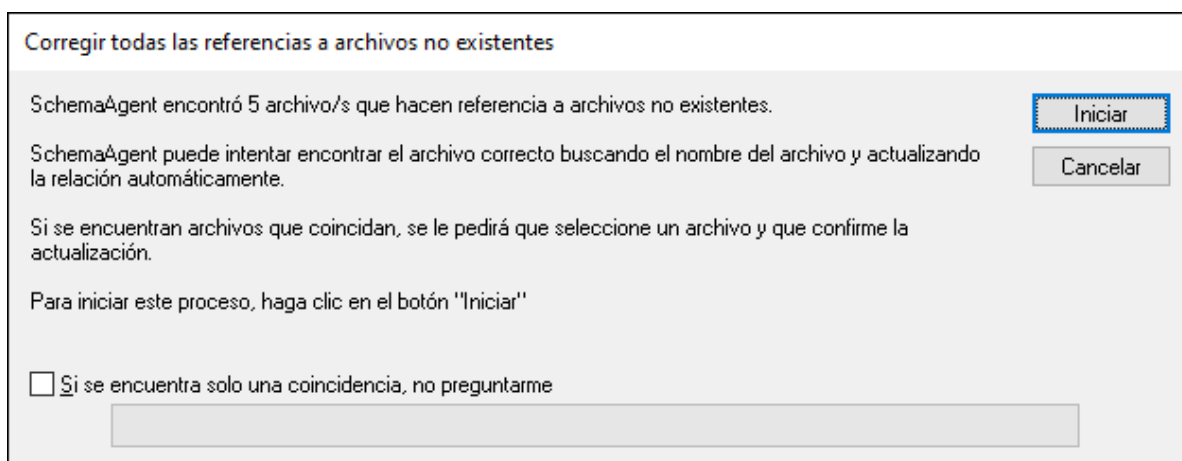 Corregir todas las referencias a archivos no existentes
SchemaAgent encontró 5 archivo/s que hacen referencia a archivos no existentes.
Iniciar
SchemaAgent puede intentar encontrar el archivo correcto buscando el nombre del archivo y actualizando
la relación automáticamente.
Cancelar
Si se encuentran archivos que coincidan, se le pedirá que seleccione un archivo y que confirme la
actualización.
Para iniciar este proceso, haga clic en el botón "Iniciar"
Si se encuentra solo una coincidencia, no preguntarme